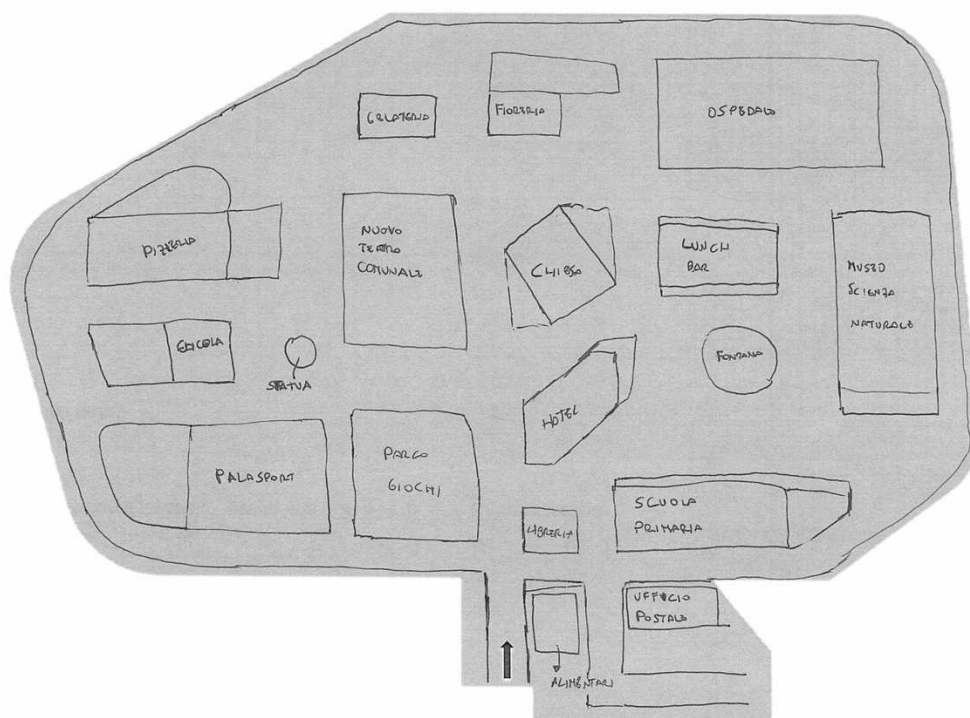 GELATERIA
FIORERIA
OSPEDALE
PIZZERIA
NUOVO
TEATRO
COMUNALE
CHIESA
LUNCH
BAR
MUSEO
SCIENZA
NATURALE
EDICOLA
STATUA
FONTANA
HOTEL
PALASPORT
PARCO
GIOCHI
LIBRERIA
SCUOLA
PRIMARIA
UFFICIO
POSTALE
ALIMENTARI